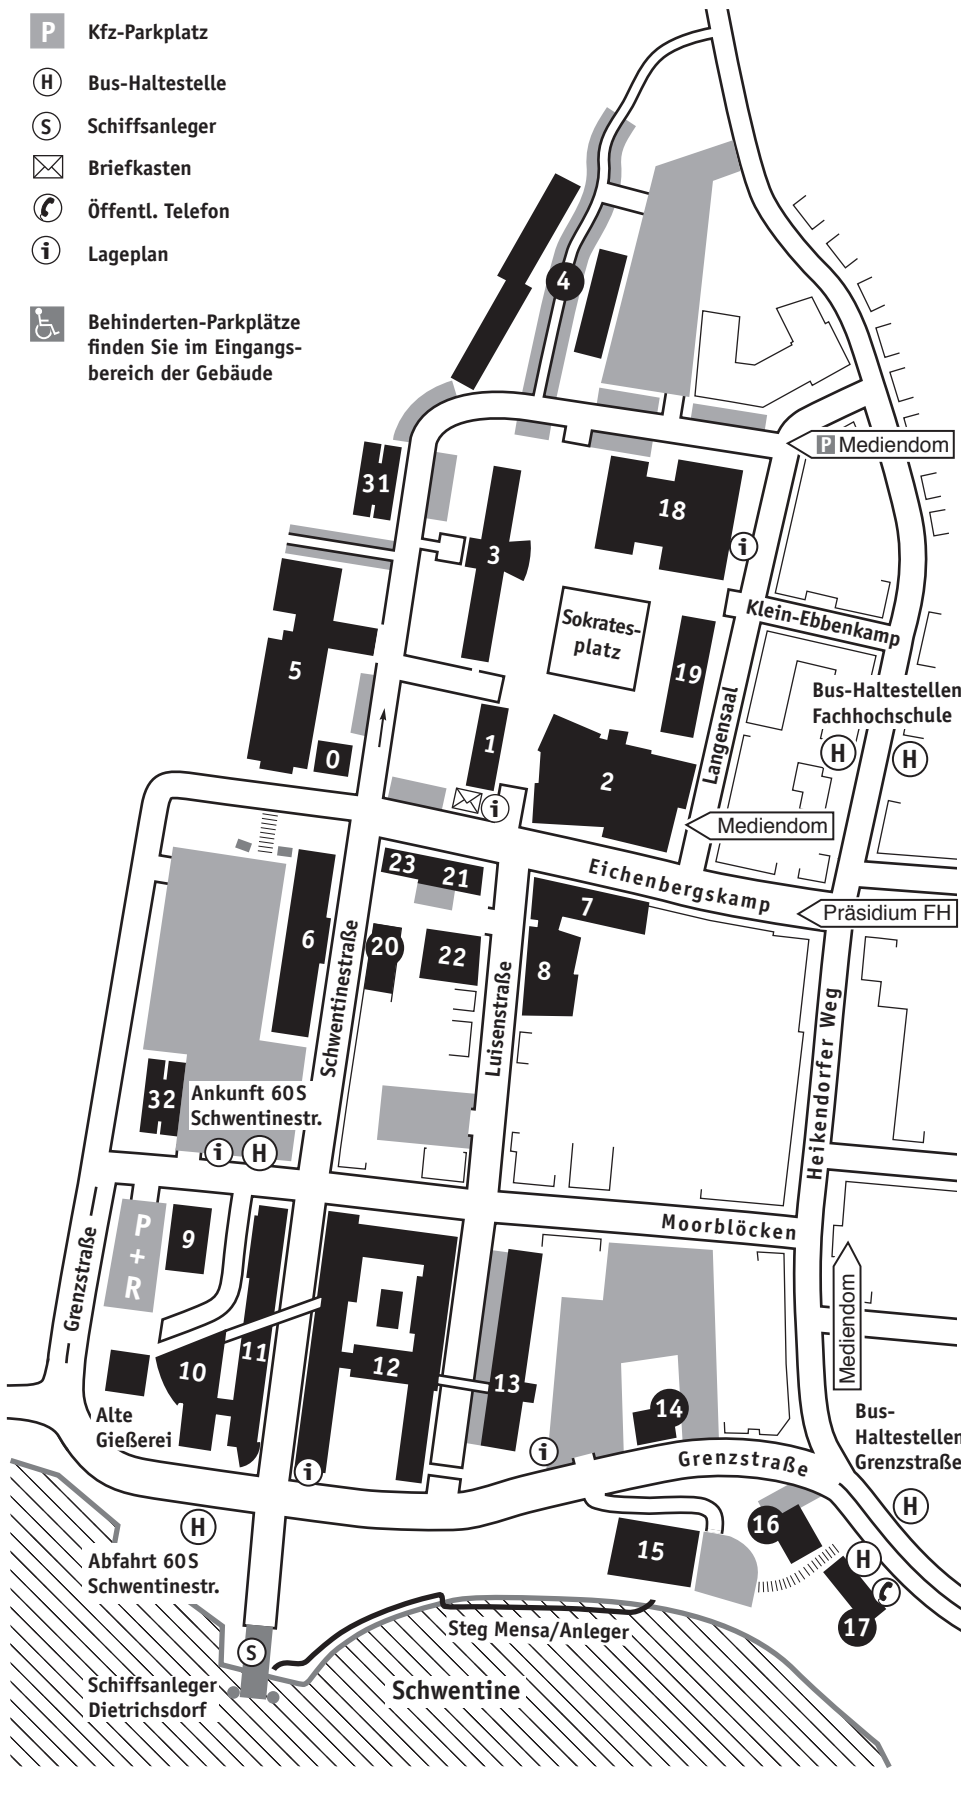 P Kfz-Parkplatz
H Bus-Haltestelle
S Schiffsanleger
Briefkasten
Öffentl. Telefon
i Lageplan
Behinderten-Parkplätze
finden Sie im Eingangs-
bereich der Gebäude
4
P Mediendom
31
18
3
i
Klein-Ebbenkamp
Sokrates-
platz
5
19
Bus-Haltestellen
Fachhochschule
Langensaal
H
H
1
0
2
i
Mediendom
23
21
Eichenbergskamp
7
Präsidium FH
6
20
22
8
Schwentinestraße
Luisenstraße
Heikendorfer Weg
32
Ankunft 60S
Schwentinestr.
i
H
Moorblöcken
P
+
R
9
Grenzstraße
Mediendom
10
11
12
13
14
Alte
Gießerei
Bus-
Haltestellen
Grenzstraße
i
i
Grenzstraße
H
H
16
15
H
Abfahrt 60S
Schwentinestr.
17
Steg Mensa/Anleger
S
Schiffsanleger
Dietrichsdorf
Schwentine